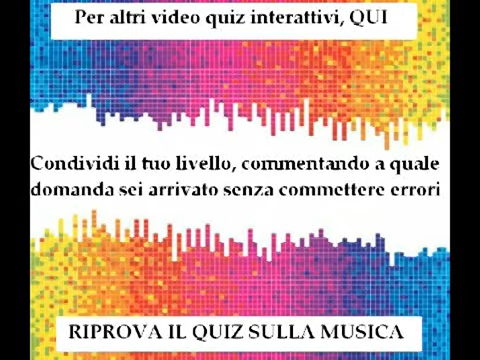 Per altri video quiz interattivi, QUI
Condividi il tuo livello, commentando a quale
domanda sei arrivato senza commettere errori
RIPROVA IL QUIZ SULLA MUSICA